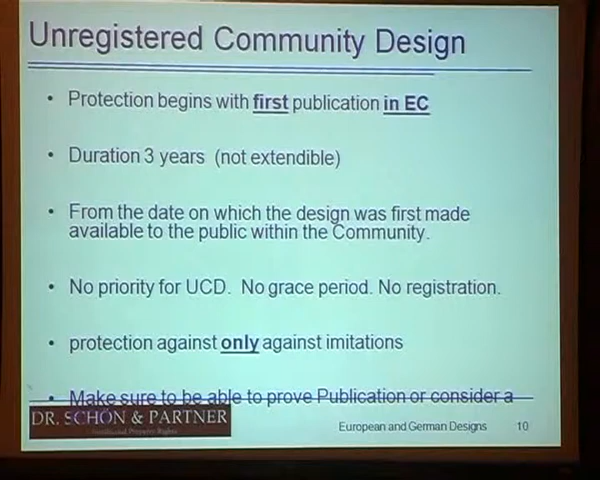 Unregistered Community Design
• Protection begins with first publication in EC
• Duration 3 years (not extendible)
• From the date on which the design was first made
available to the public within the Community.
• No priority for UCD. No grace period. No registration.
• protection against only against imitations
• Make sure to be able to prove Publication or consider a
DR. SCHÖN & PARTNER
European and German Designs 10